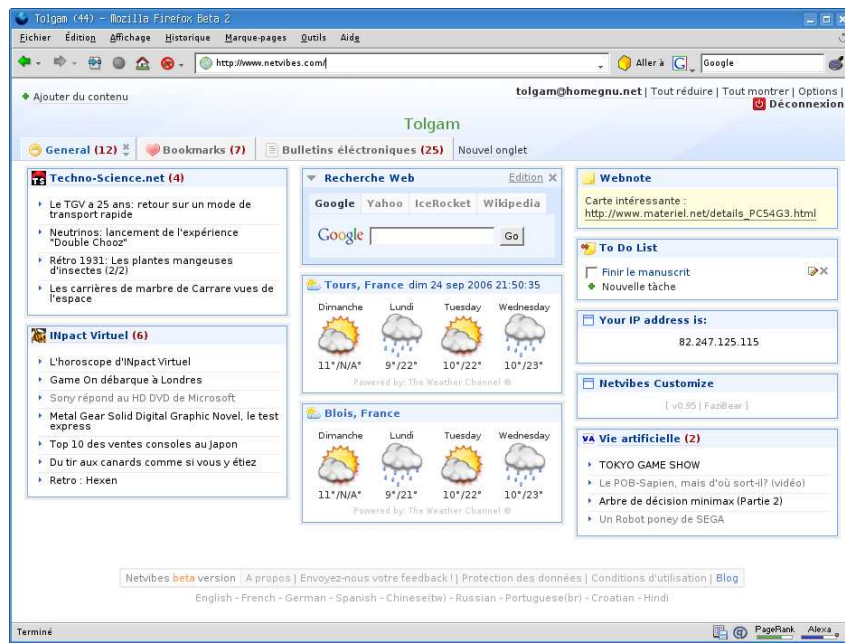 Tolgam (44) - Mozilla Firefox Beta 2
Fichier Édition Affichage Historique Marque-pages Outils Aide
http://www.netvibes.com/ Aller à G Google
Ajouter du contenu
tolgam@homegnu.net | Tout réduire | Tout montrer | Options |
Déconnexion
Tolgam
General (12) Bookmarks (7) Bulletins éléctroniques (25) Nouvel onglet
TS Techno-Science.net (4)
Le TGV a 25 ans: retour sur un mode de
transport rapide
Neutrinos: lancement de l'expérience
"Double Chooz"
Rétro 1931: Les plantes mangeuses
d'insectes (2/2)
Les carrières de marbre de Carrare vues de
l'espace
INpact Virtuel (6)
L'horoscope d'INpact Virtuel
Game On débarque à Londres
Sony répond au HD DVD de Microsoft
Metal Gear Solid Digital Graphic Novel, le test
express
Top 10 des ventes consoles au Japon
Du tir aux canards comme si vous y étiez
Retro : Hexen
Recherche Web Edition
Google Yahoo IceRocket Wikipedia
Google Go
Tours, France dim 24 sep 2006 21:50:35
Dimanche Lundi Tuesday Wednesday
11°/N/A° 9°/22° 10°/22° 10°/23°
Powered by: The Weather Channel ®
Blois, France
Dimanche Lundi Tuesday Wednesday
11°/N/A° 9°/21° 10°/22° 10°/23°
Powered by: The Weather Channel ®
Webnote
Carte intéressante :
http://www.materiel.net/details_PC54G3.html
To Do List
Finir le manuscrit
Nouvelle tâche
Your IP address is:
82.247.125.115
Netvibes Customize
[ v0.95 | FaziBear ]
VA Vie artificielle (2)
TOKYO GAME SHOW
Le POB-Sapien, mais d'où sort-il? (vidéo)
Arbre de décision minimax (Partie 2)
Un Robot poney de SEGA
Netvibes beta version | A propos | Envoyez-nous votre feedback ! | Protection des données | Conditions d'utilisation | Blog
English - French - German - Spanish - Chinese(tw) - Russian - Portuguese(br) - Croatian - Hindi
Terminé PageRank Alexa